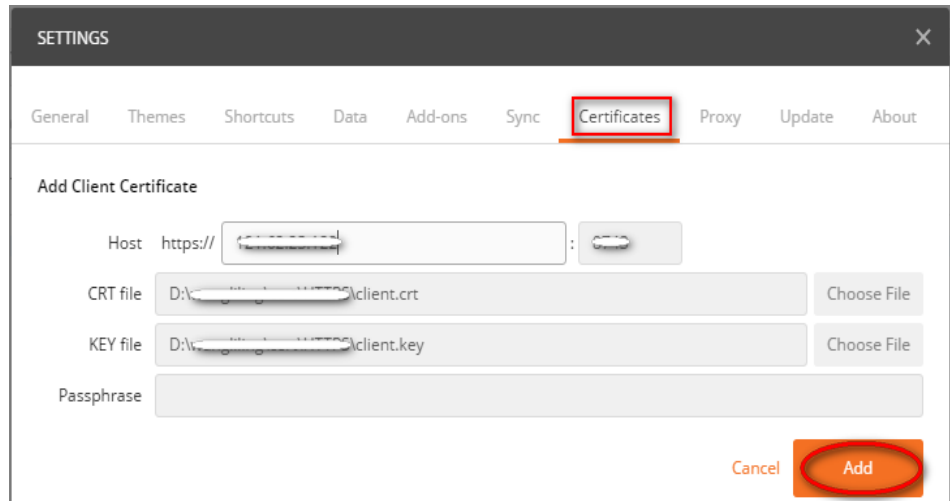 SETTINGS
General Themes Shortcuts Data Add-ons Sync Certificates Proxy Update About
Add Client Certificate
Host https:// :
CRT file D:\ \client.crt Choose File
KEY file D:\ \client.key Choose File
Passphrase
Cancel Add